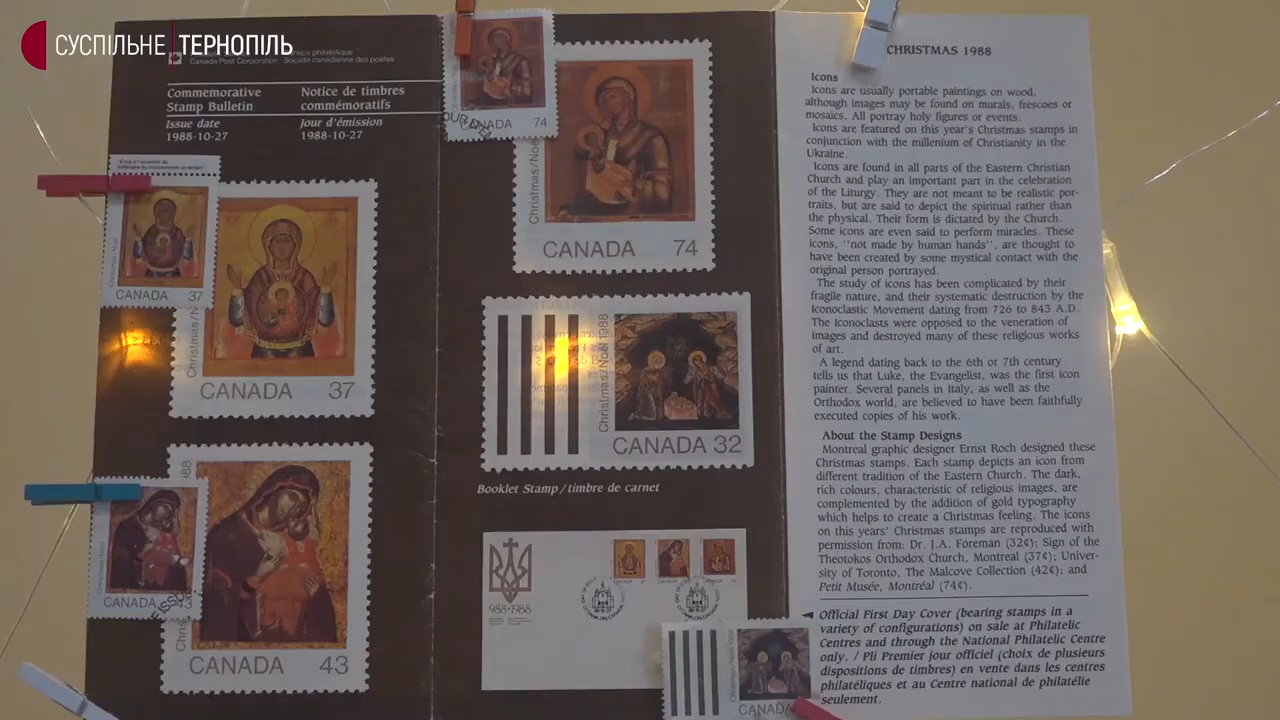 СУСПІЛЬНЕ ТЕРНОПІЛЬ
Service philatélique
Canada Post Corporation Société canadienne des postes
Commemorative
Stamp Bulletin
Notice de timbres
commémoratifs
Issue date
1988-10-27
Jour d'émission
1988-10-27
CANADA 37
Christmas/N
CANADA 37
88
CANADA 43
CANADA 43
CANADA 74
Christmas/Noë
CANADA 74
Christmas/Noël 1988
CANADA 32
Booklet Stamp/timbre de carnet
988-1988
CANADA
CHRISTMAS 1988
Icons
Icons are usually portable paintings on wood,
although images may be found on murals, frescoes or
mosaics. All portray holy figures or events.
Icons are featured on this year's Christmas stamps in
conjunction with the millenium of Christianity in the
Ukraine.
Icons are found in all parts of the Eastern Christian
Church and play an important part in the celebration
of the Liturgy. They are not meant to be realistic por-
traits, but are said to depict the spiritual rather than
the physical. Their form is dictated by the Church.
Some icons are even said to perform miracles. These
icons, ''not made by human hands'', are thought to
have been created by some mystical contact with the
original person portrayed.
The study of icons has been complicated by their
fragile nature, and their systematic destruction by the
Iconoclastic Movement dating from 726 to 843 A.D.
The Iconoclasts were opposed to the veneration of
images and destroyed many of these religious works
of art.
A legend dating back to the 6th or 7th century
tells us that Luke, the Evangelist, was the first icon
painter. Several panels in Italy, as well as the
Orthodox world, are believed to have been faithfully
executed copies of his work.
About the Stamp Designs
Montreal graphic designer Ernst Roch designed these
Christmas stamps. Each stamp depicts an icon from
different tradition of the Eastern Church. The dark,
rich colours, characteristic of religious images, are
complemented by the addition of gold typography
which helps to create a Christmas feeling. The icons
on this years' Christmas stamps are reproduced with
permission from: Dr. J.A. Foreman (32¢); Sign of the
Theotokos Orthodox Church, Montreal (37¢); Univer-
sity of Toronto, The Malcove Collection (42¢); and
Petit Musée, Montréal (74¢).
Official First Day Cover (bearing stamps in a
variety of configurations) on sale at Philatelic
Centres and through the National Philatelic Centre
only. / Pli Premier jour officiel (choix de plusieurs
dispositions de timbres) en vente dans les centres
philatéliques et au Centre national de philatélie
seulement.